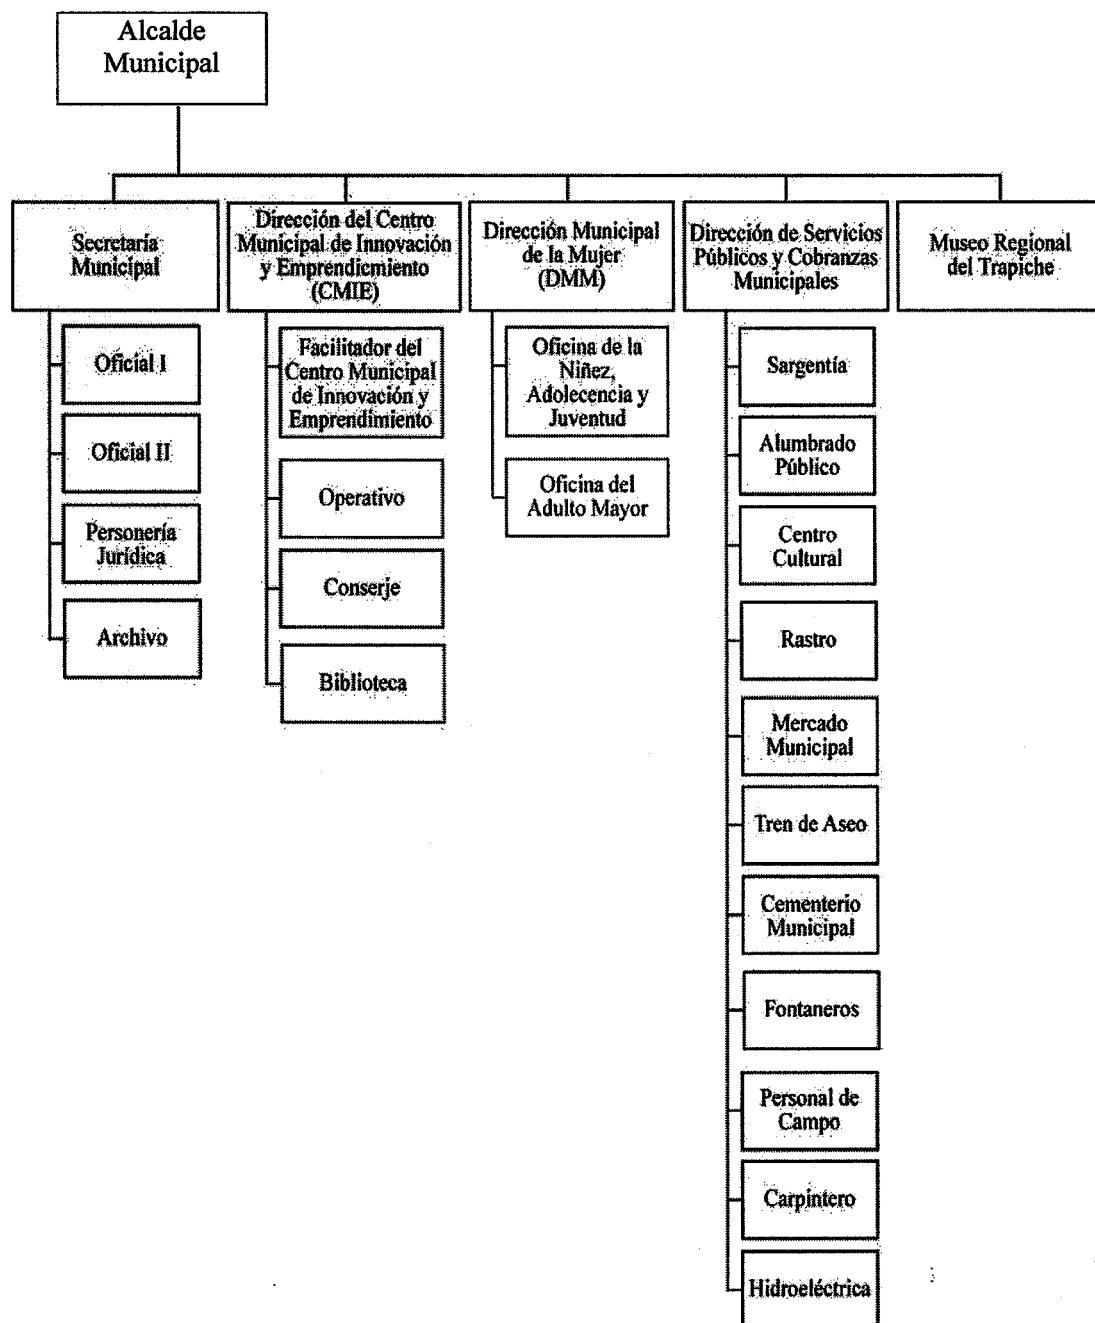 Alcalde
Municipal
Secretaría
Municipal
Oficial I
Oficial II
Personería
Jurídica
Archivo
Dirección del Centro
Municipal de Innovación
y Emprendicmiento
(CMIE)
Facilitador del
Centro Municipal
de Innovación y
Emprendimiento
Operativo
Conserje
Biblioteca
Dirección Municipal
de la Mujer
(DMM)
Oficina de la
Niñez,
Adolecencia y
Juventud
Oficina del
Adulto Mayor
Dirección de Servicios
Públicos y Cobranzas
Municipales
Sargentía
Alumbrado
Público
Centro
Cultural
Rastro
Mercado
Municipal
Tren de Aseo
Cementerio
Municipal
Fontaneros
Personal de
Campo
Carpintero
Hidroeléctrica
Museo Regional
del Trapiche